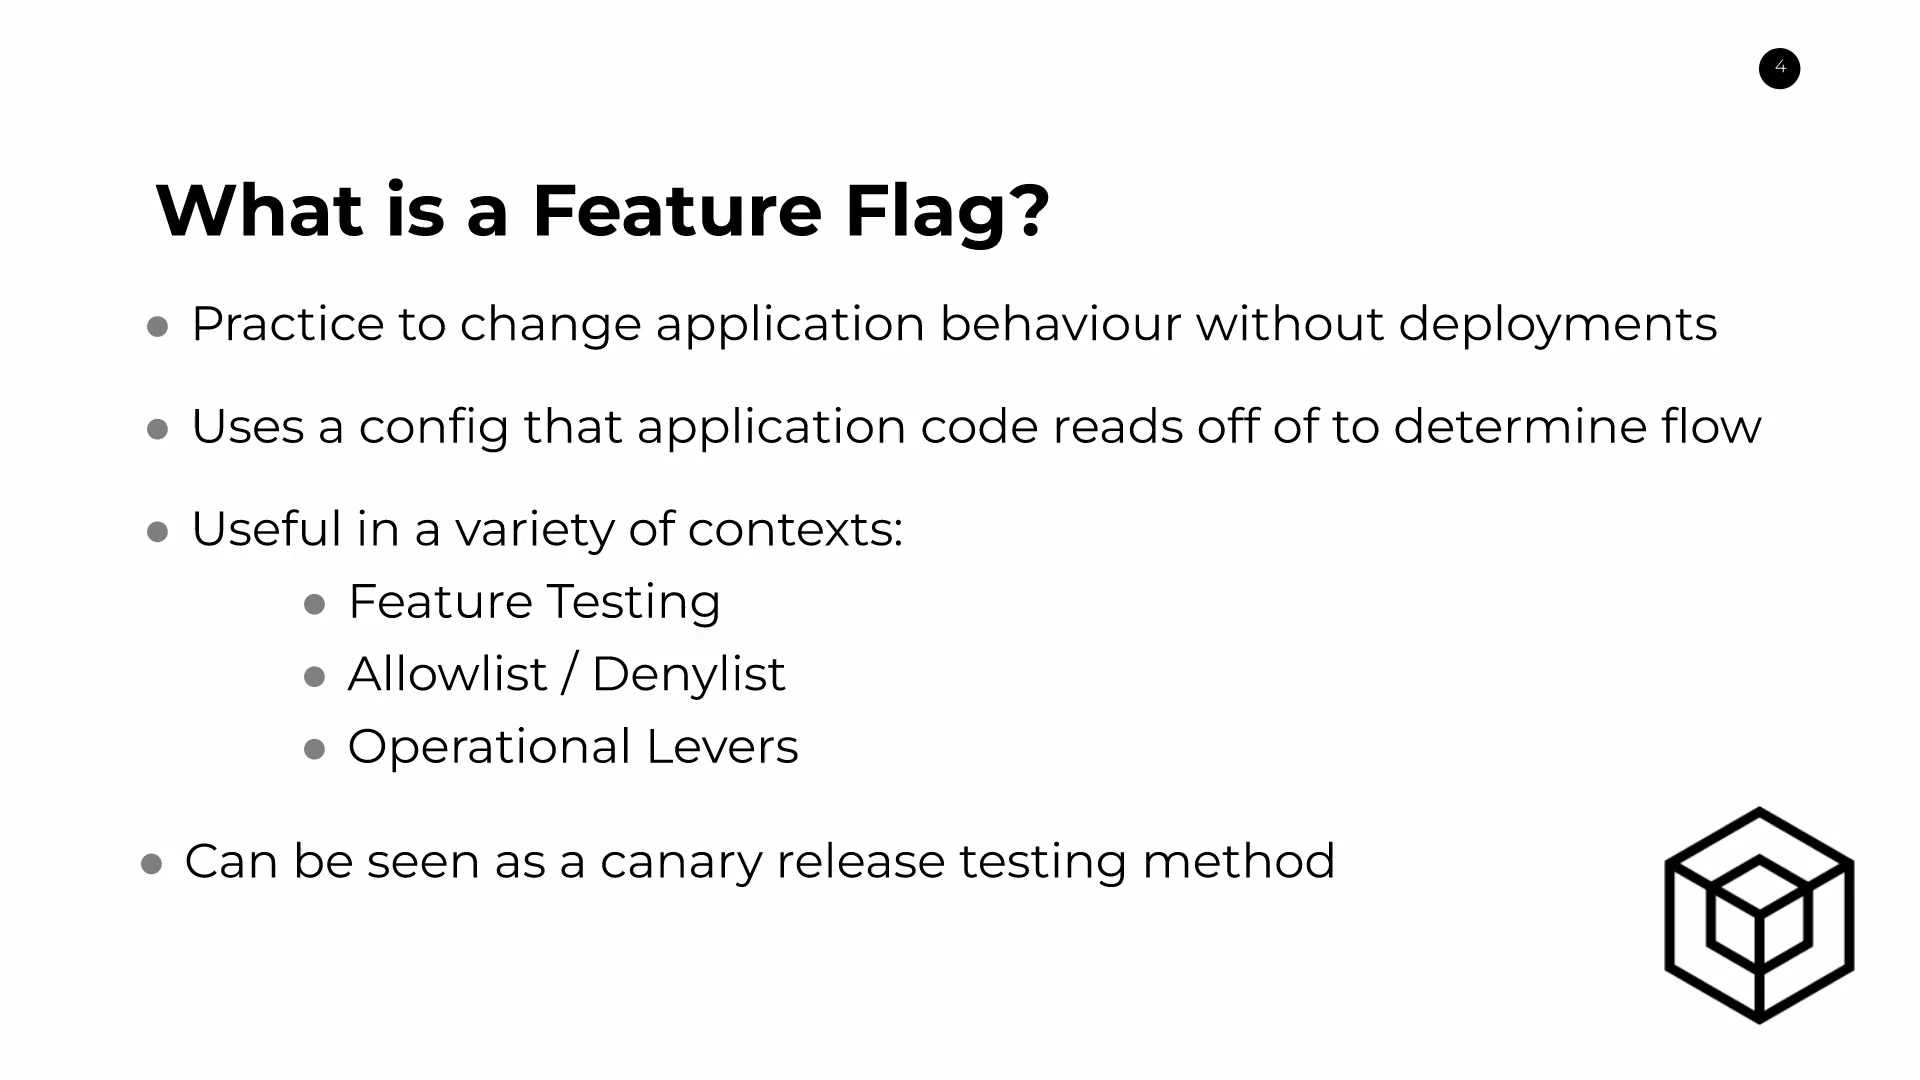 4
What is a Feature Flag?
● Practice to change application behaviour without deployments
● Uses a config that application code reads off of to determine flow
● Useful in a variety of contexts:
● Feature Testing
● Allowlist / Denylist
● Operational Levers
● Can be seen as a canary release testing method